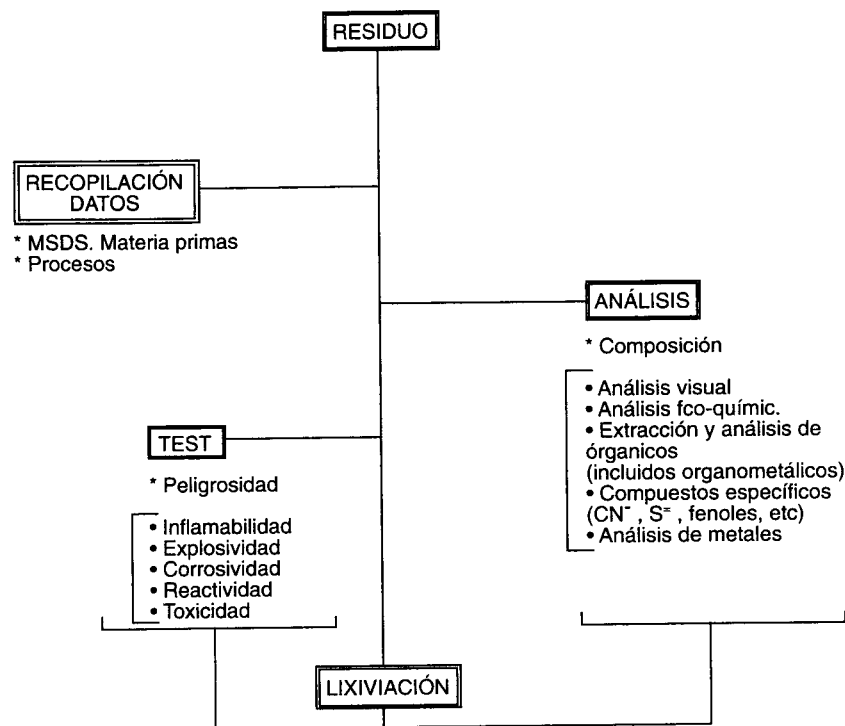 RESIDUO
RECOPILACIÓN
DATOS
* MSDS. Materia primas
* Procesos
ANÁLISIS
* Composición
• Análisis visual
• Análisis fco-químic.
• Extracción y análisis de
órganicos
(incluidos organometálicos)
• Compuestos específicos
(CN⁻ , S⁼ , fenoles, etc)
• Análisis de metales
TEST
* Peligrosidad
• Inflamabilidad
• Explosividad
• Corrosividad
• Reactividad
• Toxicidad
LIXIVIACIÓN